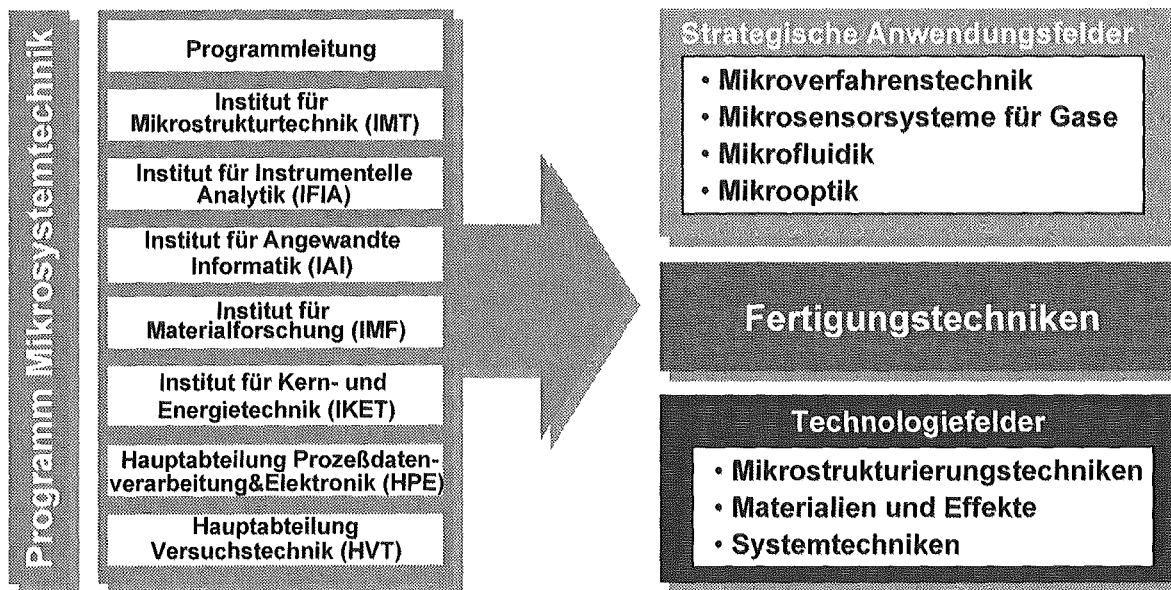 Programm Mikrosystemtechnik
Programmleitung
Institut für
Mikrostrukturtechnik (IMT)
Institut für Instrumentelle
Analytik (IFIA)
Institut für Angewandte
Informatik (IAI)
Institut für
Materialforschung (IMF)
Institut für Kern- und
Energietechnik (IKET)
Hauptabteilung Prozeßdaten-
verarbeitung&Elektronik (HPE)
Hauptabteilung
Versuchstechnik (HVT)
Strategische Anwendungsfelder
• Mikroverfahrenstechnik
• Mikrosensorsysteme für Gase
• Mikrofluidik
• Mikrooptik
Fertigungstechniken
Technologiefelder
• Mikrostrukturierungstechniken
• Materialien und Effekte
• Systemtechniken